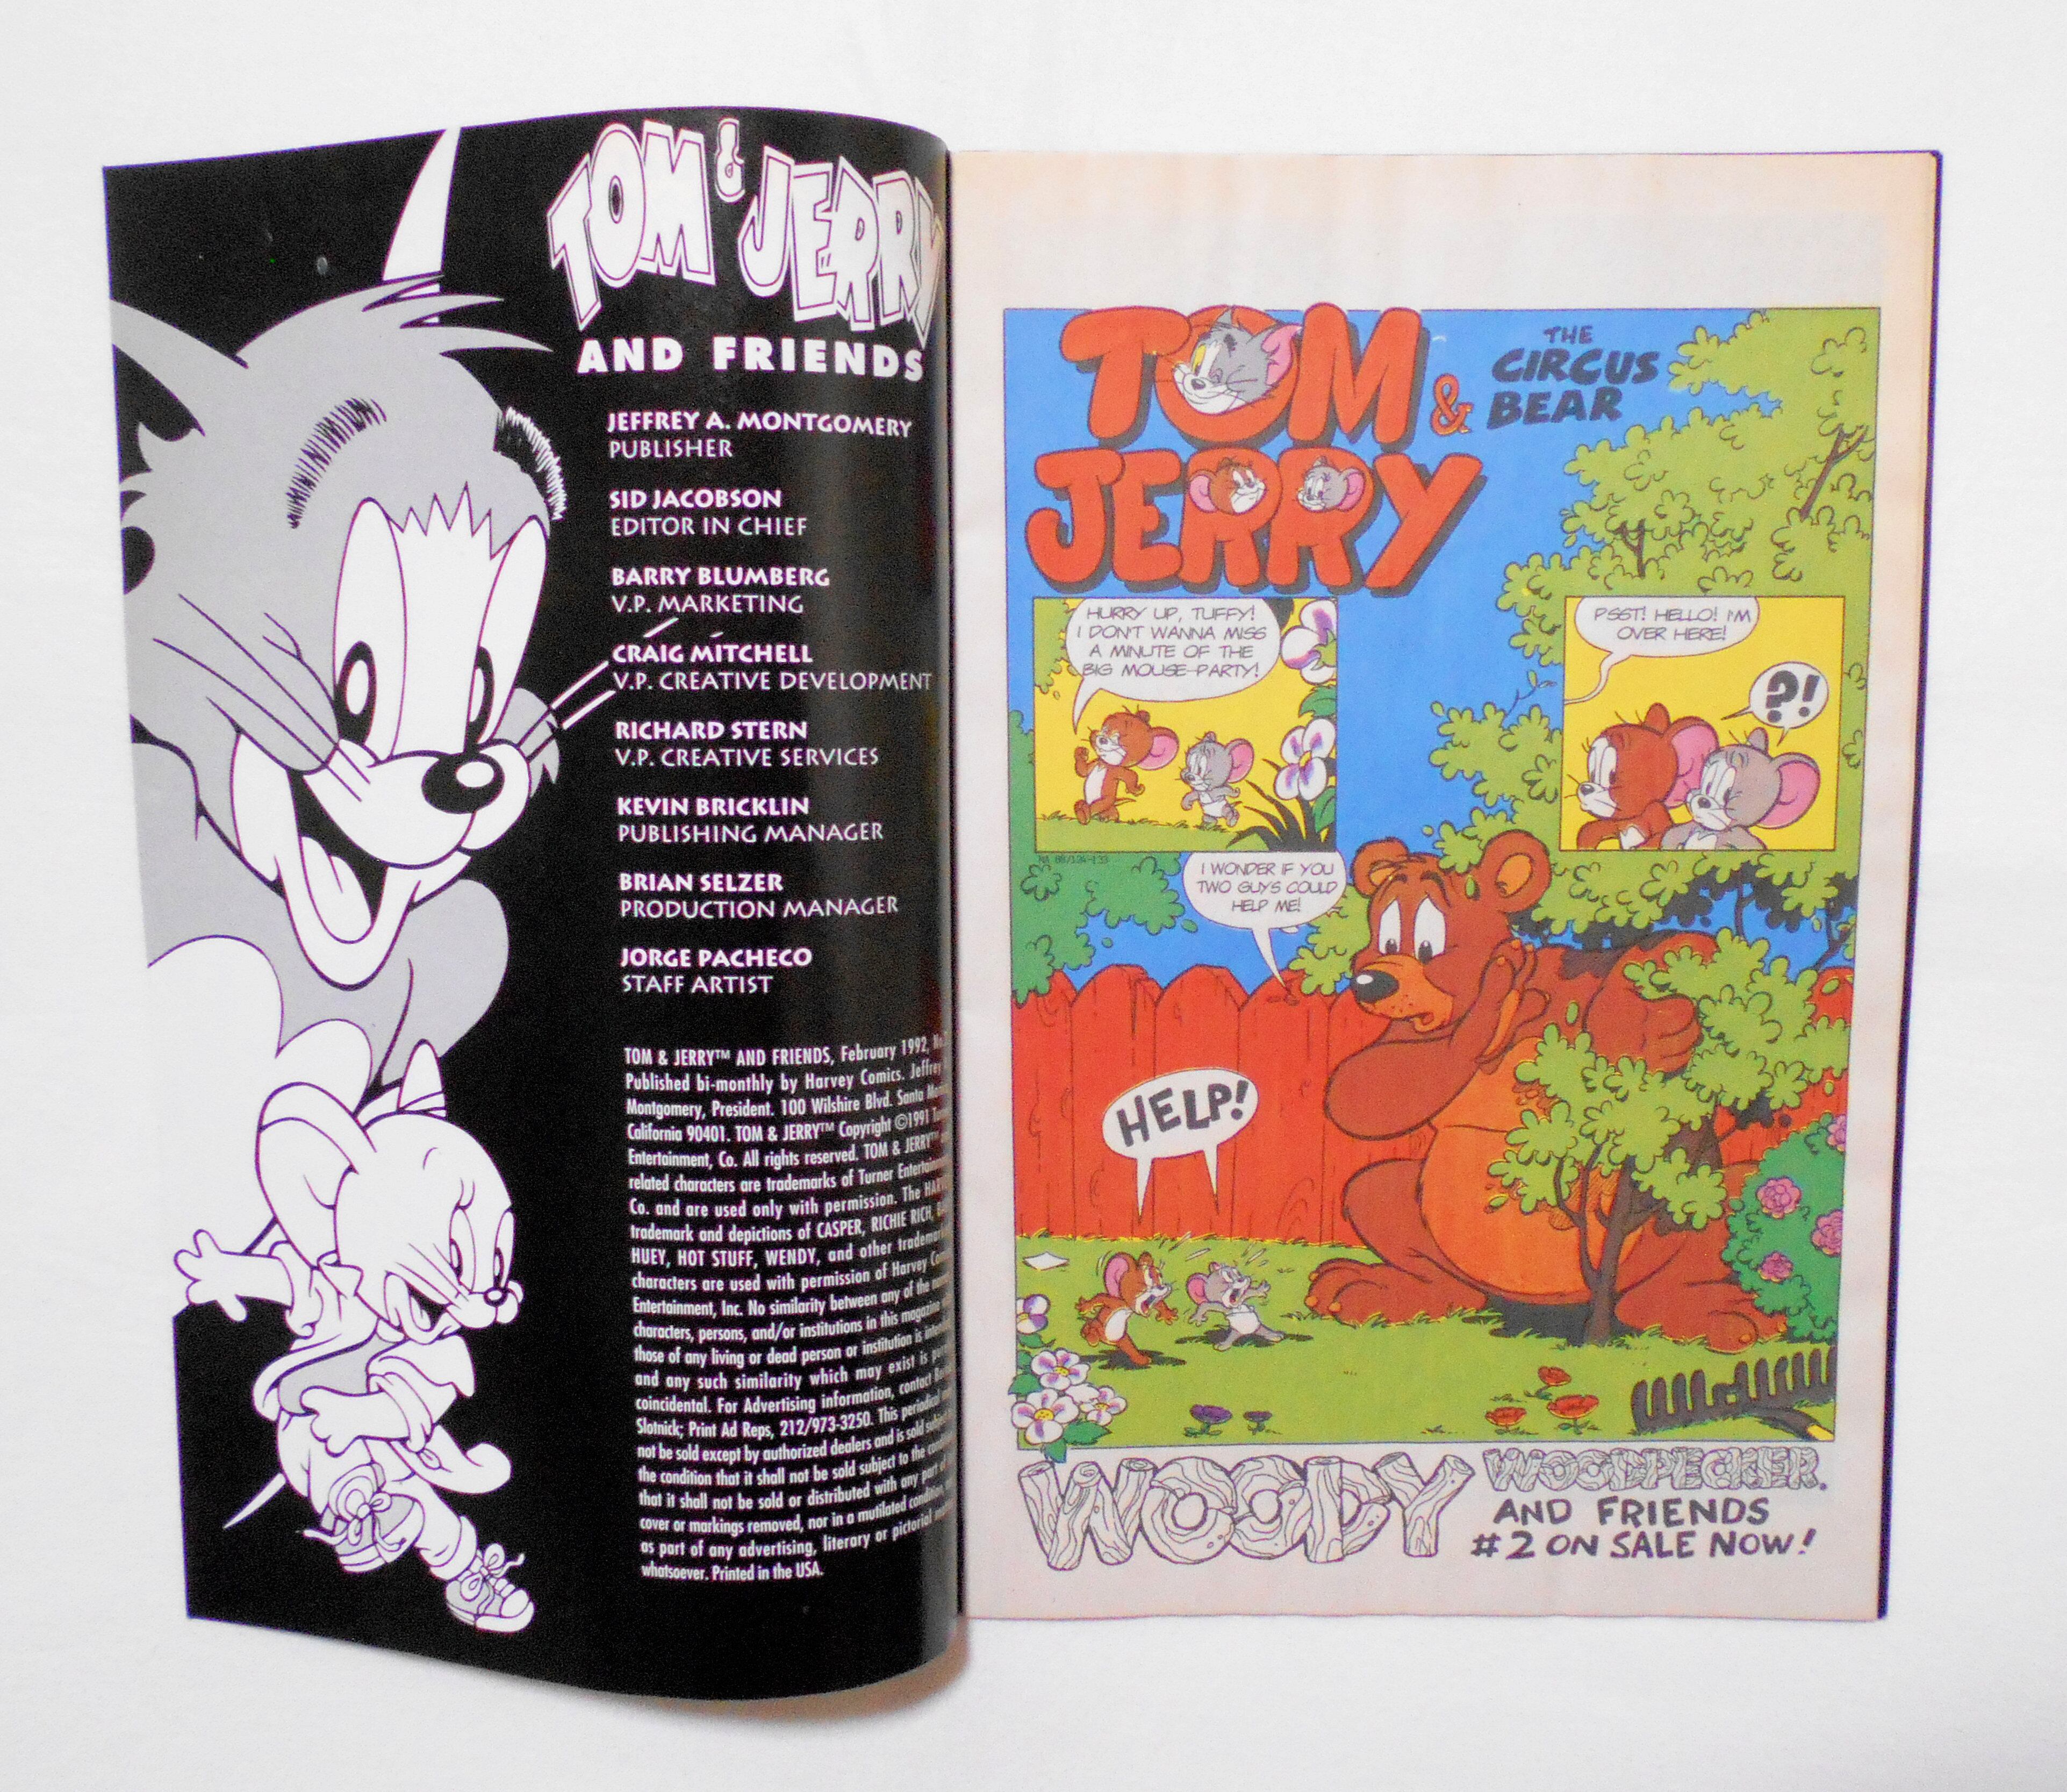 TOM & JERRY
AND FRIENDS
JEFFREY A. MONTGOMERY
PUBLISHER
SID JACOBSON
EDITOR IN CHIEF
BARRY BLUMBERG
V.P. MARKETING
CRAIG MITCHELL
V.P. CREATIVE DEVELOPMENT
RICHARD STERN
V.P. CREATIVE SERVICES
KEVIN BRICKLIN
PUBLISHING MANAGER
BRIAN SELZER
PRODUCTION MANAGER
JORGE PACHECO
STAFF ARTIST
TOM & JERRY™ AND FRIENDS, February 1992,
Published bi-monthly by Harvey Comics. Jeffrey
Montgomery, President. 100 Wilshire Blvd. Santa
California 90401. TOM & JERRY™ Copyright ©1991
Entertainment, Co. All rights reserved. TOM & JERRY™
related characters are trademarks of Turner
Co. and are used only with permission. The
trademark and depictions of CASPER, RICHIE RICH,
HUEY, HOT STUFF, WENDY, and other
characters are used with permission of Harvey
Entertainment, Inc. No similarity between any of the
characters, persons, and/or institutions in this magazine
those of any living or dead person or institution is
and any such similarity which may exist is
coincidental. For Advertising information, contact
Slotnick; Print Ad Reps, 212/973-3250. This periodical
not be sold except by authorized dealers and is sold
the condition that it shall not be sold subject to the
that it shall not be sold or distributed with any part of
cover or markings removed, nor in a mutilated condition,
as part of any advertising, literary or pictorial
whatsoever. Printed in the USA.
TOM &
JERRY
THE
CIRCUS
BEAR
HURRY UP, TUFFY!
I DON'T WANNA MISS
A MINUTE OF THE
BIG MOUSE-PARTY!
PSST! HELLO! I'M
OVER HERE!
?!
I WONDER IF YOU
TWO GUYS COULD
HELP ME!
HELP!
WOODY WOODPECKER.
AND FRIENDS
#2 ON SALE NOW!